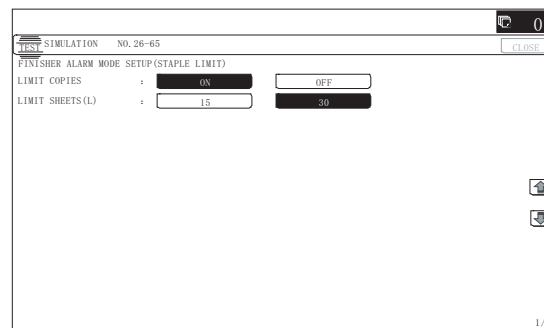 0
TEST SIMULATION NO. 26-65
CLOSE
FINISHER ALARM MODE SETUP(STAPLE LIMIT)
LIMIT COPIES : ON OFF
LIMIT SHEETS(L) : 15 30
1/